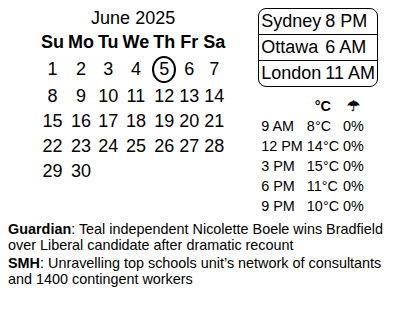 June 2025
Su Mo Tu We Th Fr Sa
1 2 3 4 5 6 7
8 9 10 11 12 13 14
15 16 17 18 19 20 21
22 23 24 25 26 27 28
29 30
Sydney 8 PM
Ottawa 6 AM
London 11 AM
°C ☂
9 AM 8°C 0%
12 PM 14°C 0%
3 PM 15°C 0%
6 PM 11°C 0%
9 PM 10°C 0%
Guardian: Teal independent Nicolette Boele wins Bradfield
over Liberal candidate after dramatic recount
SMH: Unravelling top schools unit’s network of consultants
and 1400 contingent workers